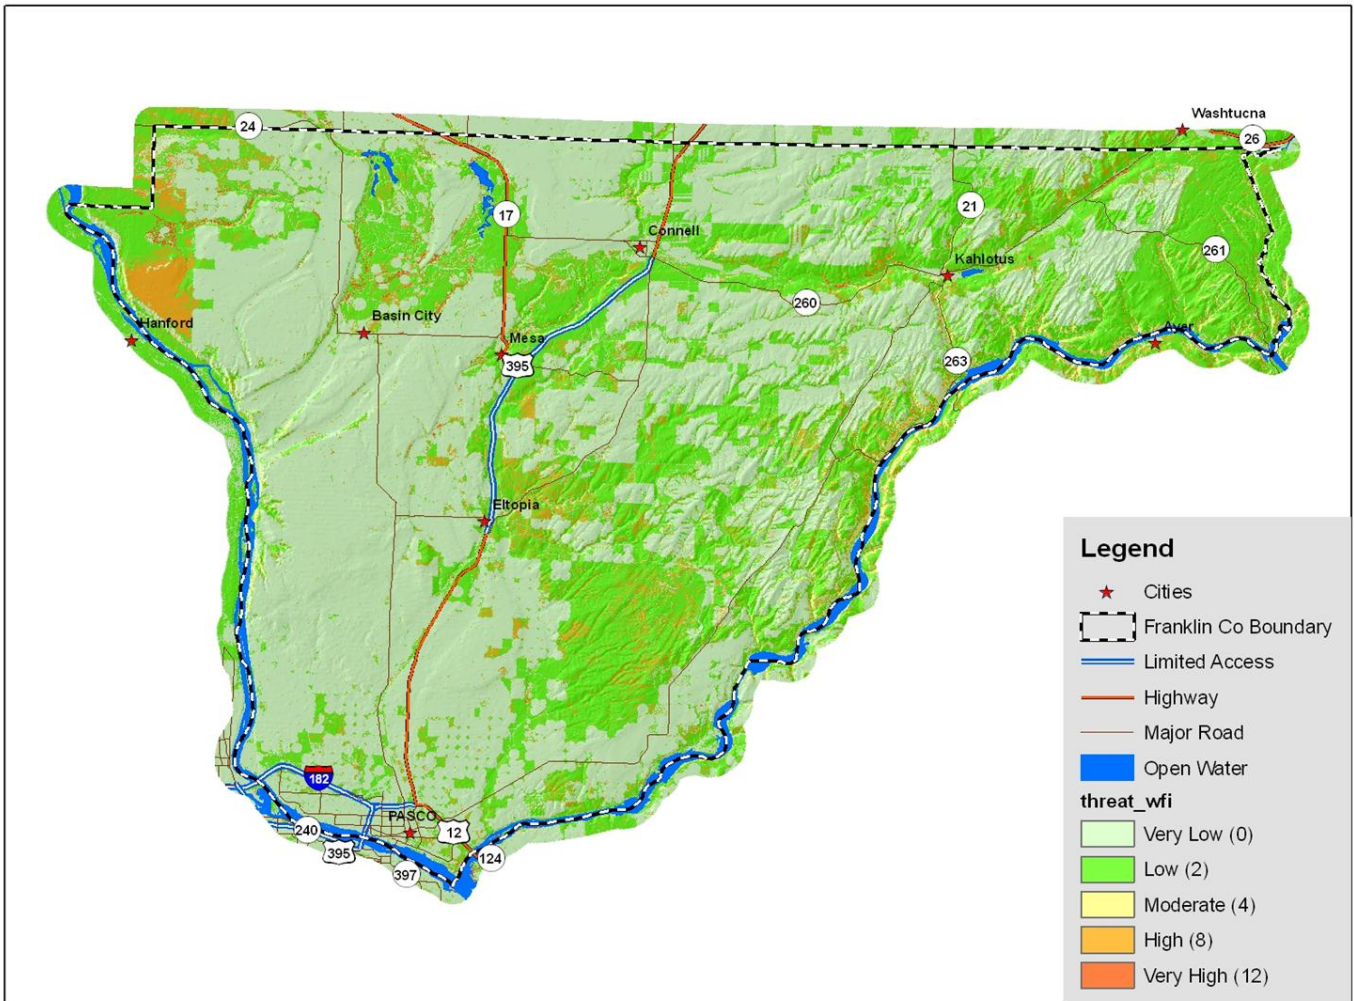 Washtucna
24
26
17
21
Connell
261
Kahlotus
260
Basin City
Hanford
Ayer
Mesa
395
263
Eltopia
182
PASCO
240
12
395
124
397
Legend
Cities
Franklin Co Boundary
Limited Access
Highway
Major Road
Open Water
threat_wfi
Very Low (0)
Low (2)
Moderate (4)
High (8)
Very High (12)